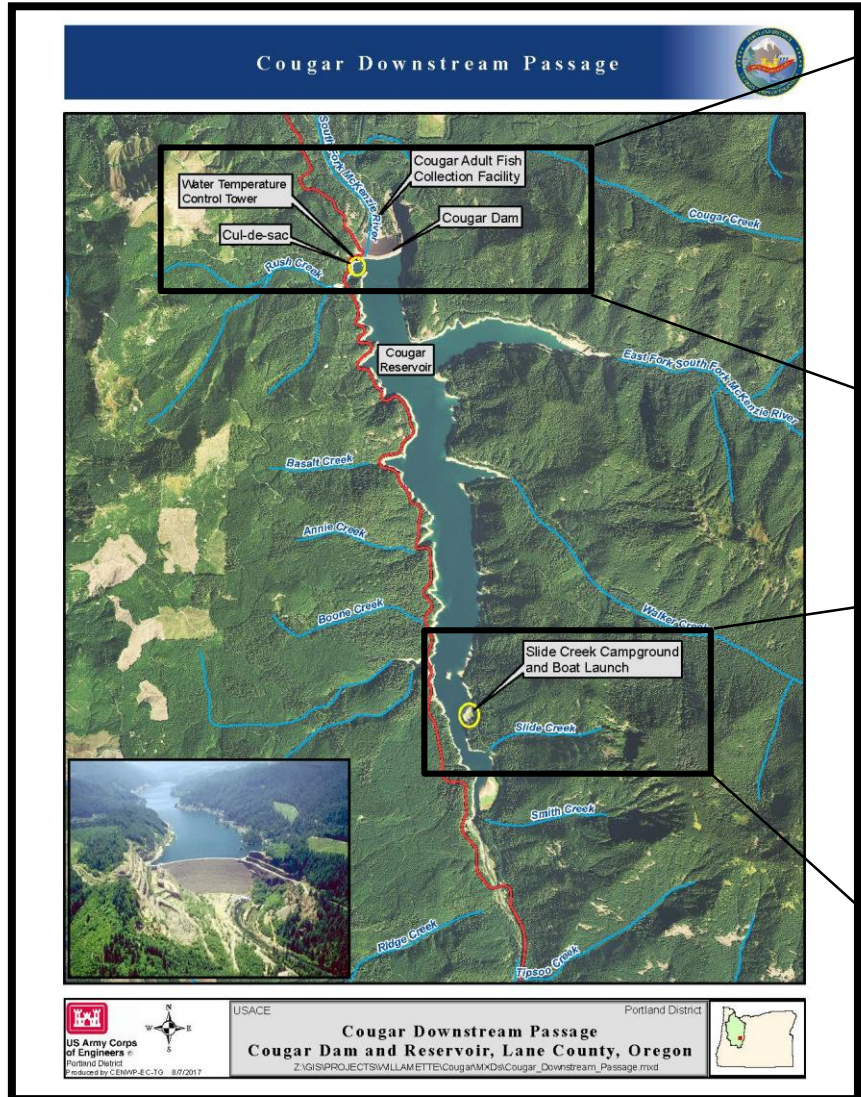 Cougar Downstream Passage
South Fork McKenzie River
Cougar Adult Fish
Collection Facility
Water Temperature
Control Tower
Cougar Dam
Cougar Creek
Cul-de-sac
Rush Creek
Cougar
Reservoir
East Fork South Fork McKenzie River
Basalt Creek
Annie Creek
Boone Creek
Walker Creek
Slide Creek Campground
and Boat Launch
Slide Creek
Smith Creek
Ridge Creek
Tipsoo Creek
N
W E
S
US Army Corps
of Engineers ®
Portland District
Produced by CENWP-EC-TG 8/7/2017
USACE Portland District
Cougar Downstream Passage
Cougar Dam and Reservoir, Lane County, Oregon
Z:\GIS\PROJECTS\WILLAMETTE\Cougar\MXDs\Cougar_Downstream_Passage.mxd